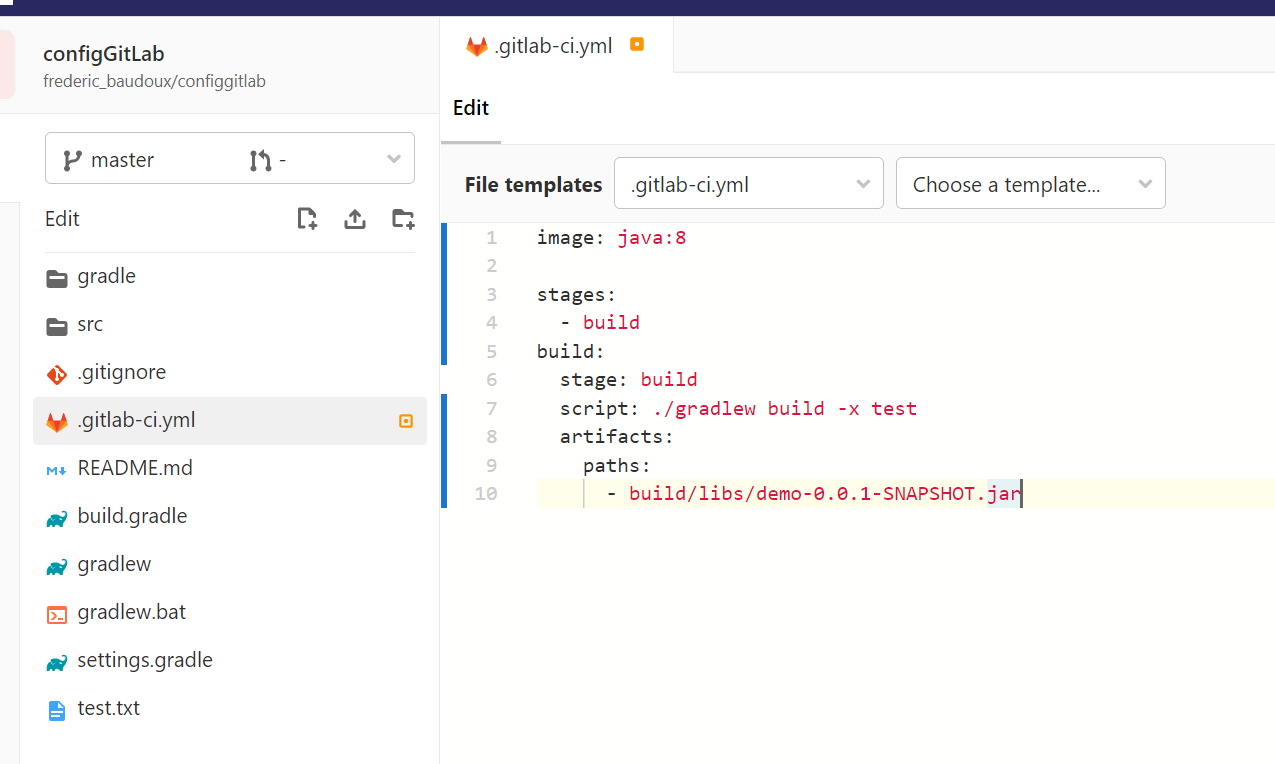 configGitLab
frederic_baudoux/configgitlab
master -
Edit
gradle
src
.gitignore
.gitlab-ci.yml
README.md
build.gradle
gradlew
gradlew.bat
settings.gradle
test.txt
.gitlab-ci.yml
Edit
File templates .gitlab-ci.yml Choose a template...
1 image: java:8
2
3 stages:
4   - build
5 build:
6   stage: build
7   script: ./gradlew build -x test
8   artifacts:
9     paths:
10       - build/libs/demo-0.0.1-SNAPSHOT.jar